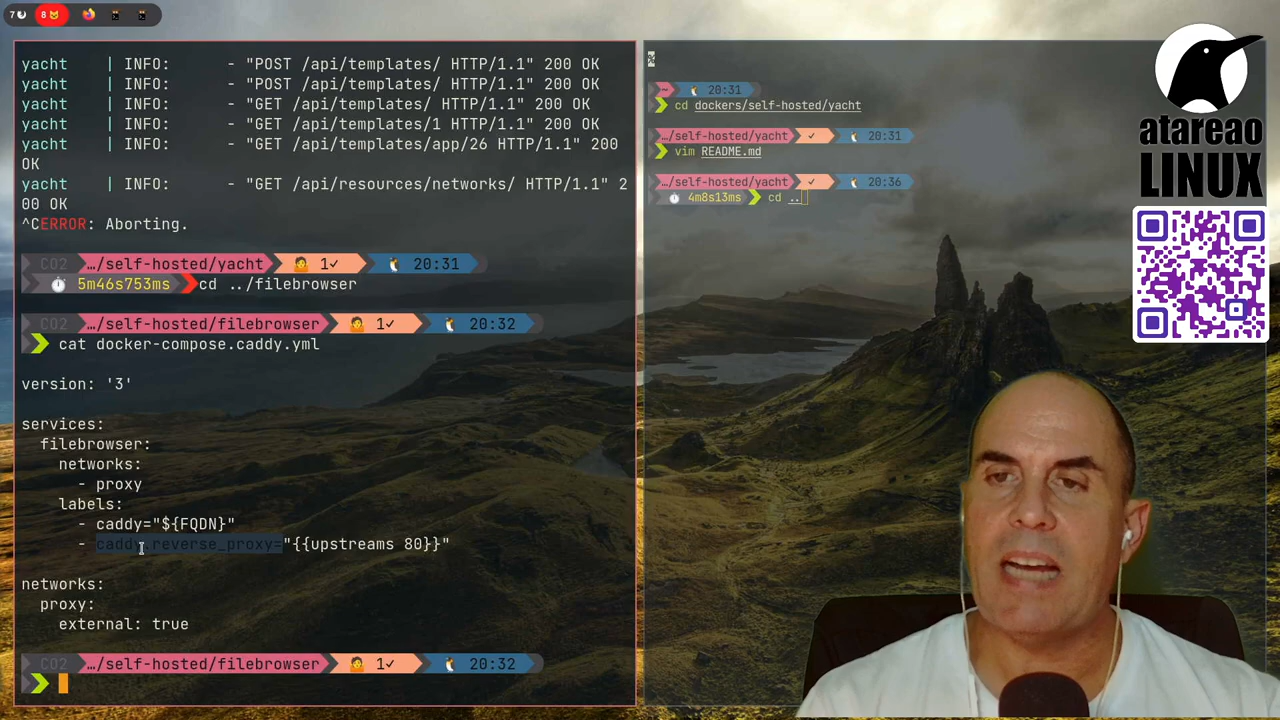 7
8
yacht    | INFO:     - "POST /api/templates/ HTTP/1.1" 200 OK
yacht    | INFO:     - "POST /api/templates/ HTTP/1.1" 200 OK
yacht    | INFO:     - "GET /api/templates/ HTTP/1.1" 200 OK
yacht    | INFO:     - "GET /api/templates/1 HTTP/1.1" 200 OK
yacht    | INFO:     - "GET /api/templates/app/26 HTTP/1.1" 200
OK
yacht    | INFO:     - "GET /api/resources/networks/ HTTP/1.1" 2
00 OK
^CERROR: Aborting.
CO2 …/self-hosted/yacht 1✓ 20:31
5m46s753ms cd ../filebrowser
CO2 …/self-hosted/filebrowser 1✓ 20:32
cat docker-compose.caddy.yml
version: '3'
services:
  filebrowser:
    networks:
      - proxy
    labels:
      - caddy="${FQDN}"
      - caddy.reverse_proxy="{{upstreams 80}}"
networks:
  proxy:
    external: true
CO2 …/self-hosted/filebrowser 1✓ 20:32
~ 20:31
cd dockers/self-hosted/yacht
…/self-hosted/yacht ✓ 20:31
vim README.md
…/self-hosted/yacht ✓ 20:36
4m8s13ms cd ..
atareao
LINUX